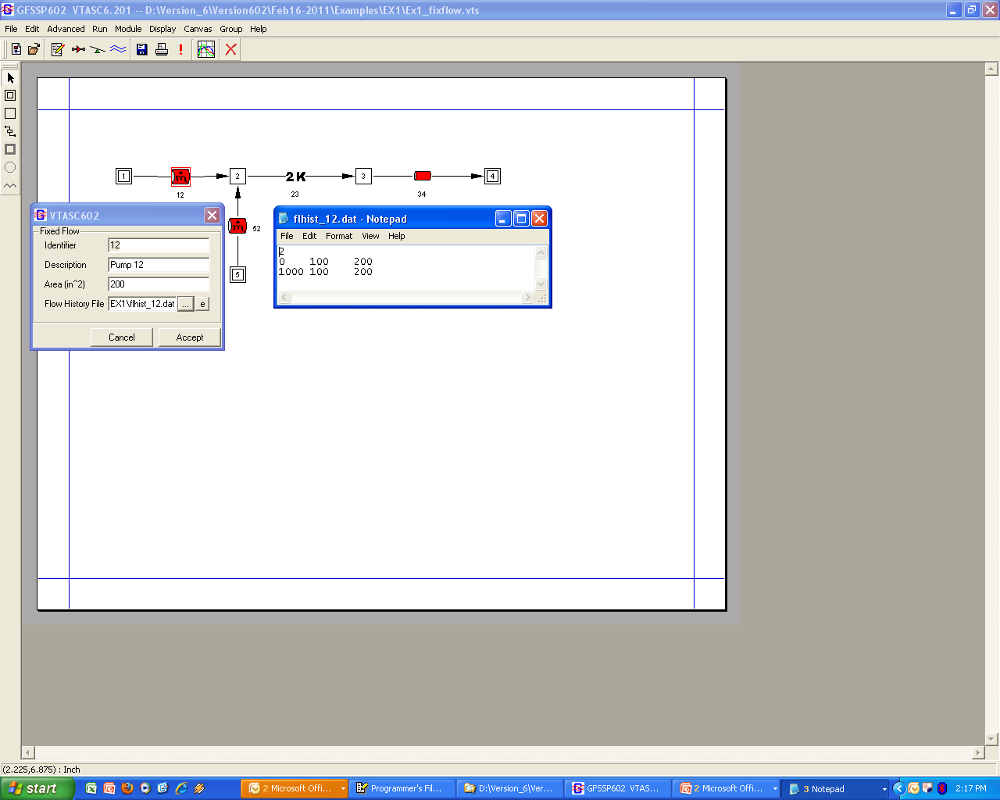 GFSSP602 VTASC6.201 -- D:\Version_6\Version602\Feb16-2011\Examples\EX1\Ex1_fixflow.vts
File Edit Advanced Run Module Display Canvas Group Help
1 ṁ 2 2K 3 4
12 23 34
VTASC602
Fixed Flow
Identifier 12
Description Pump 12
Area (in^2) 200
Flow History File EX1\flhist_12.dat ... e
Cancel Accept
ṁ 52
5
flhist_12.dat - Notepad
File Edit Format View Help
2
0 100 200
1000 100 200
(2.225,6.875) : Inch
start 2 Microsoft Offi... Programmer's Fil... D:\Version_6\Ver... GFSSP602 VTAS... 2 Microsoft Offi... 3 Notepad 2:17 PM